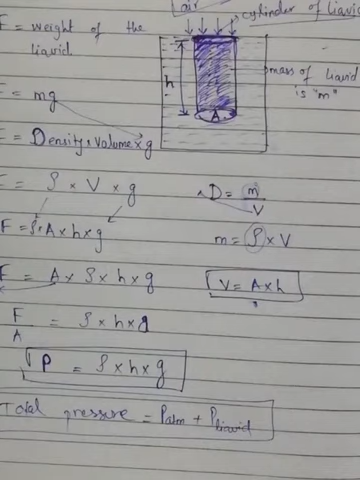 air
cylinder of liquid
F = weight of the
liquid
h
mass of liquid
is "m"
A
F = mg
F = Density x volume x g
F = ρ x V x g
D = m/V
F = ρ x A x h x g
m = ρ x V
F = A x ρ x h x g
V = A x h
F/A = ρ x h x g
P = ρ x h x g
Total pressure = Patm + Pliquid